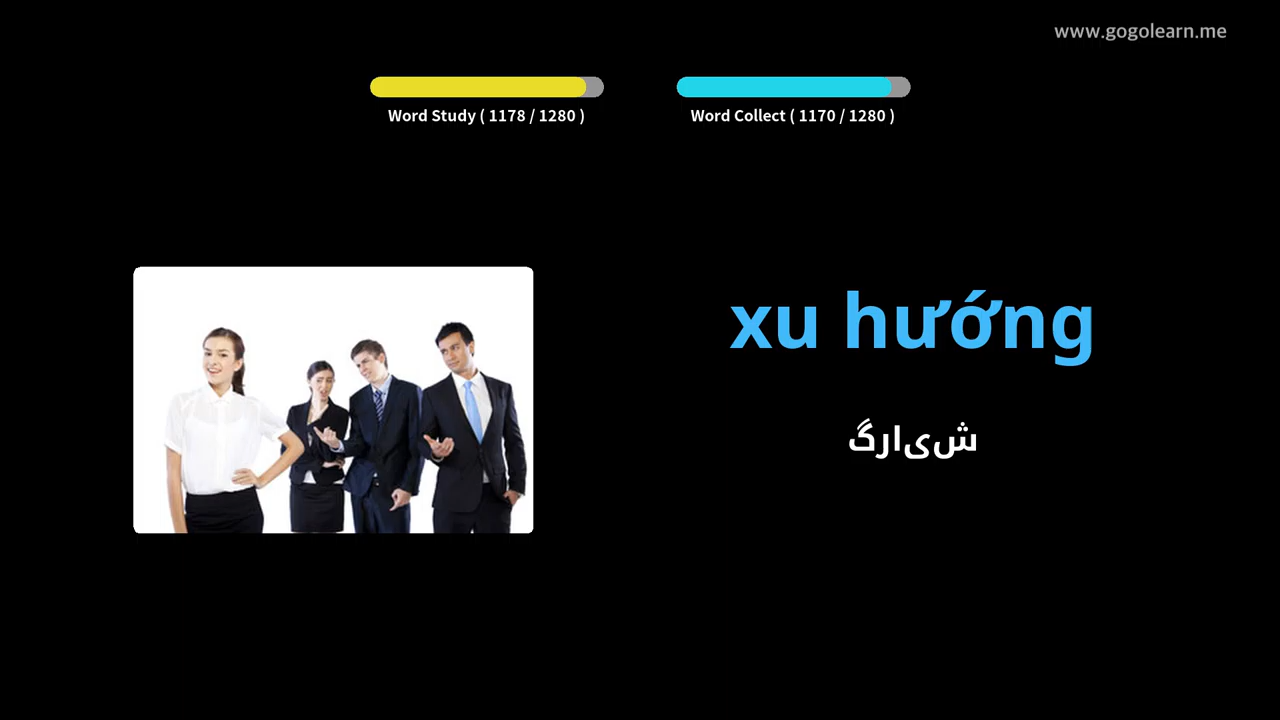 www.gogolearn.me
Word Study ( 1178 / 1280 )
Word Collect ( 1170 / 1280 )
xu hướng
ش‌ی‌ارگ